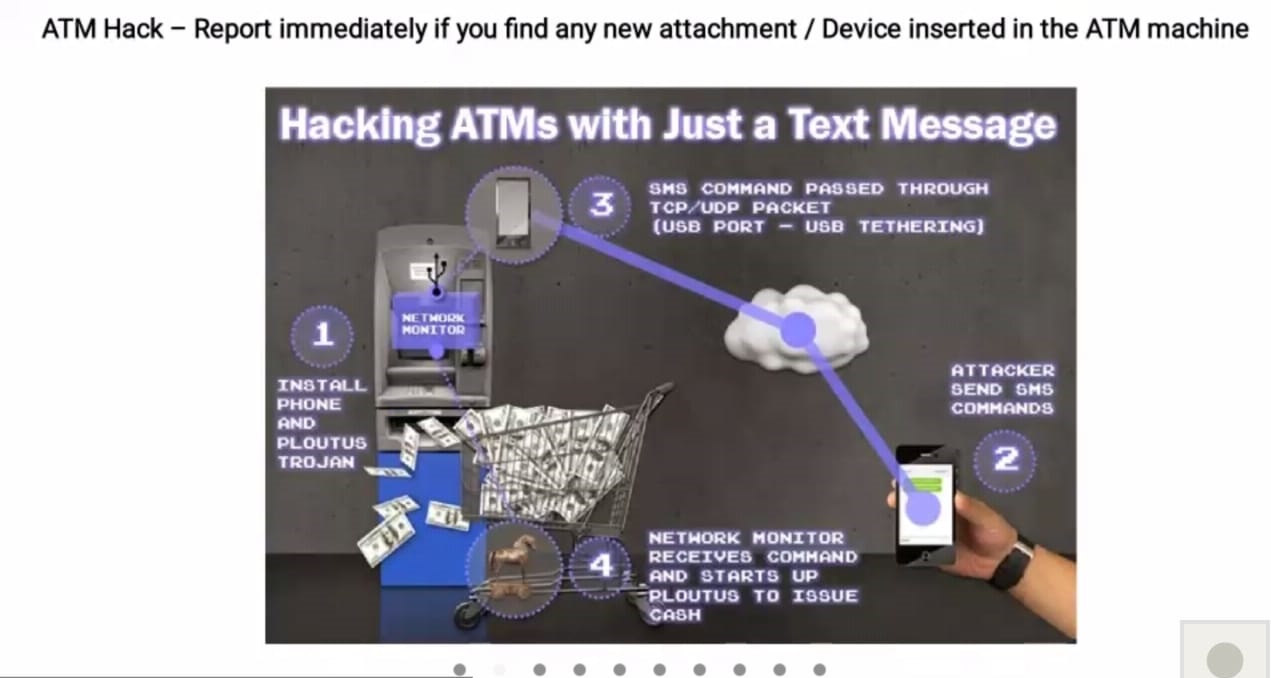 ATM Hack – Report immediately if you find any new attachment / Device inserted in the ATM machine
Hacking ATMs with Just a Text Message
3
SMS COMMAND PASSED THROUGH
TCP/UDP PACKET
(USB PORT – USB TETHERING)
NETWORK
MONITOR
1
INSTALL
PHONE
AND
PLOUTUS
TROJAN
ATTACKER
SEND SMS
COMMANDS
2
4
NETWORK MONITOR
RECEIVES COMMAND
AND STARTS UP
PLOUTUS TO ISSUE
CASH